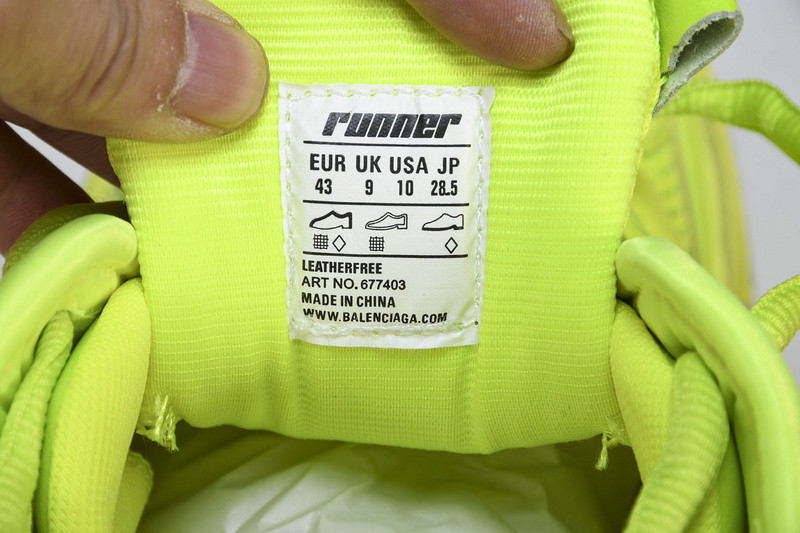 runner
EUR UK USA JP
43 9 10 28.5
LEATHERFREE
ART NO. 677403
MADE IN CHINA
WWW.BALENCIAGA.COM